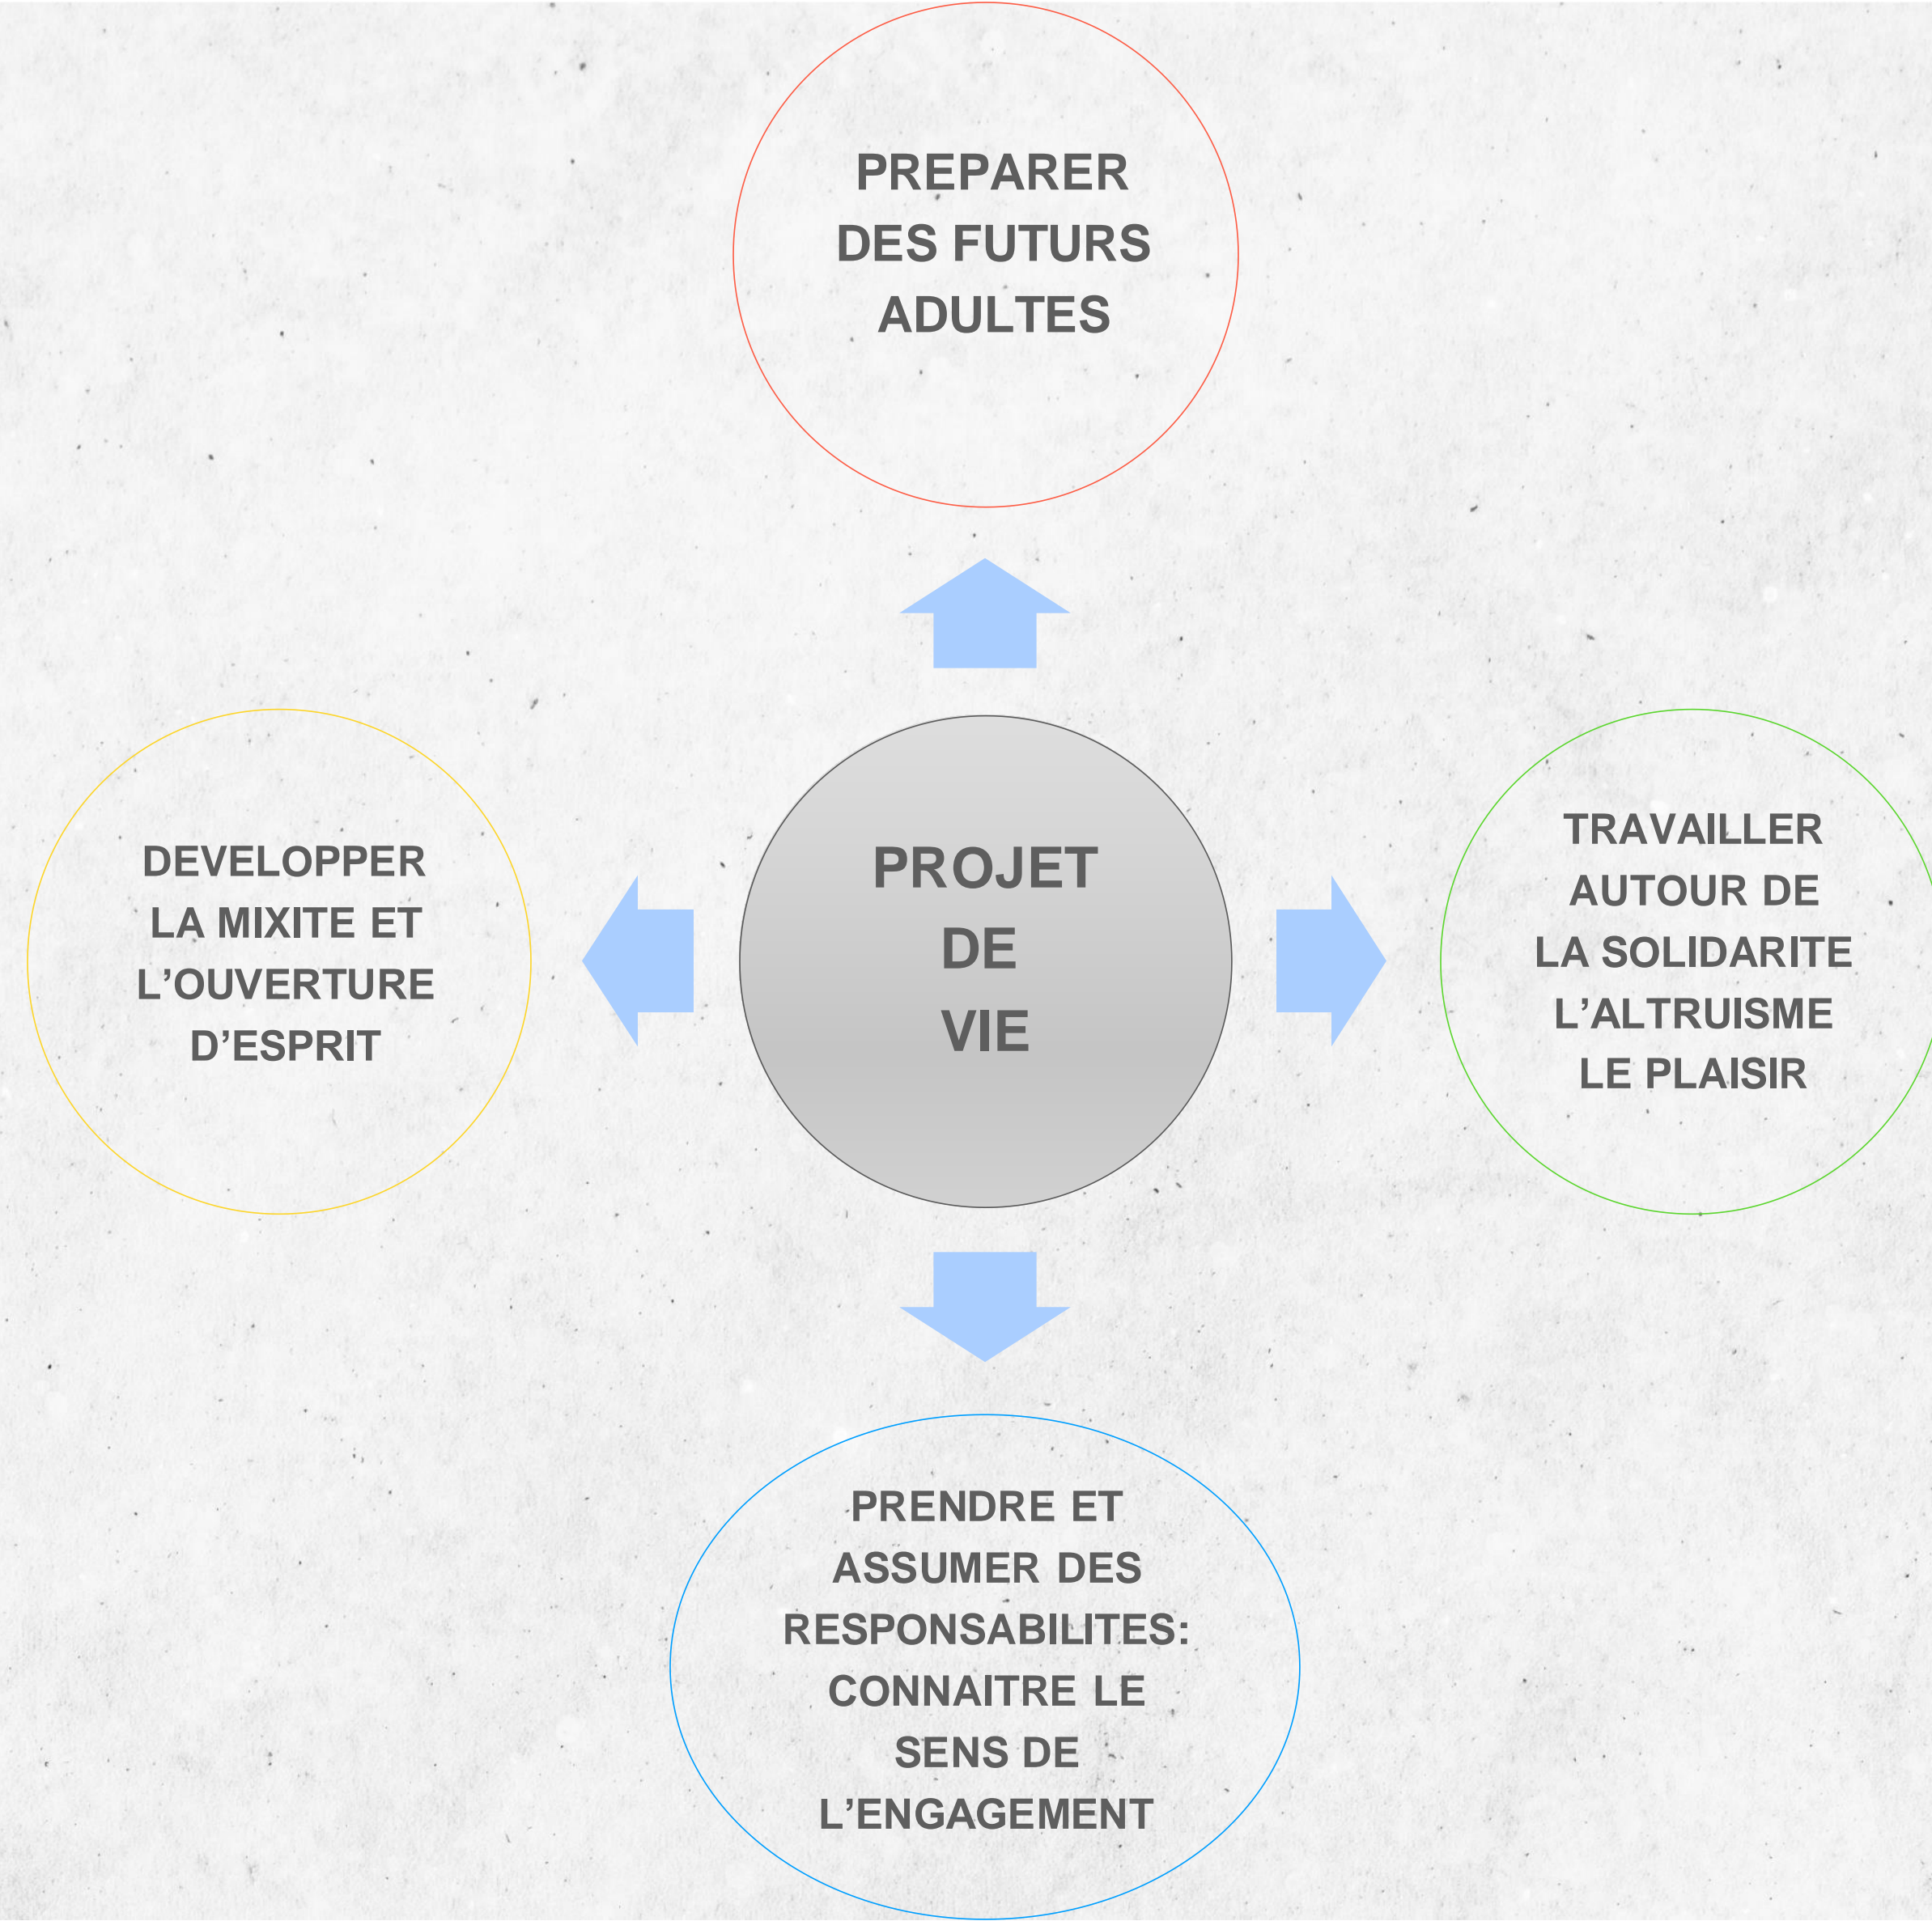 PREPARER
DES FUTURS
ADULTES
DEVELOPPER
LA MIXITE ET
L’OUVERTURE
D’ESPRIT
PROJET
DE
VIE
TRAVAILLER
AUTOUR DE
LA SOLIDARITE
L’ALTRUISME
LE PLAISIR
PRENDRE ET
ASSUMER DES
RESPONSABILITES:
CONNAITRE LE
SENS DE
L’ENGAGEMENT